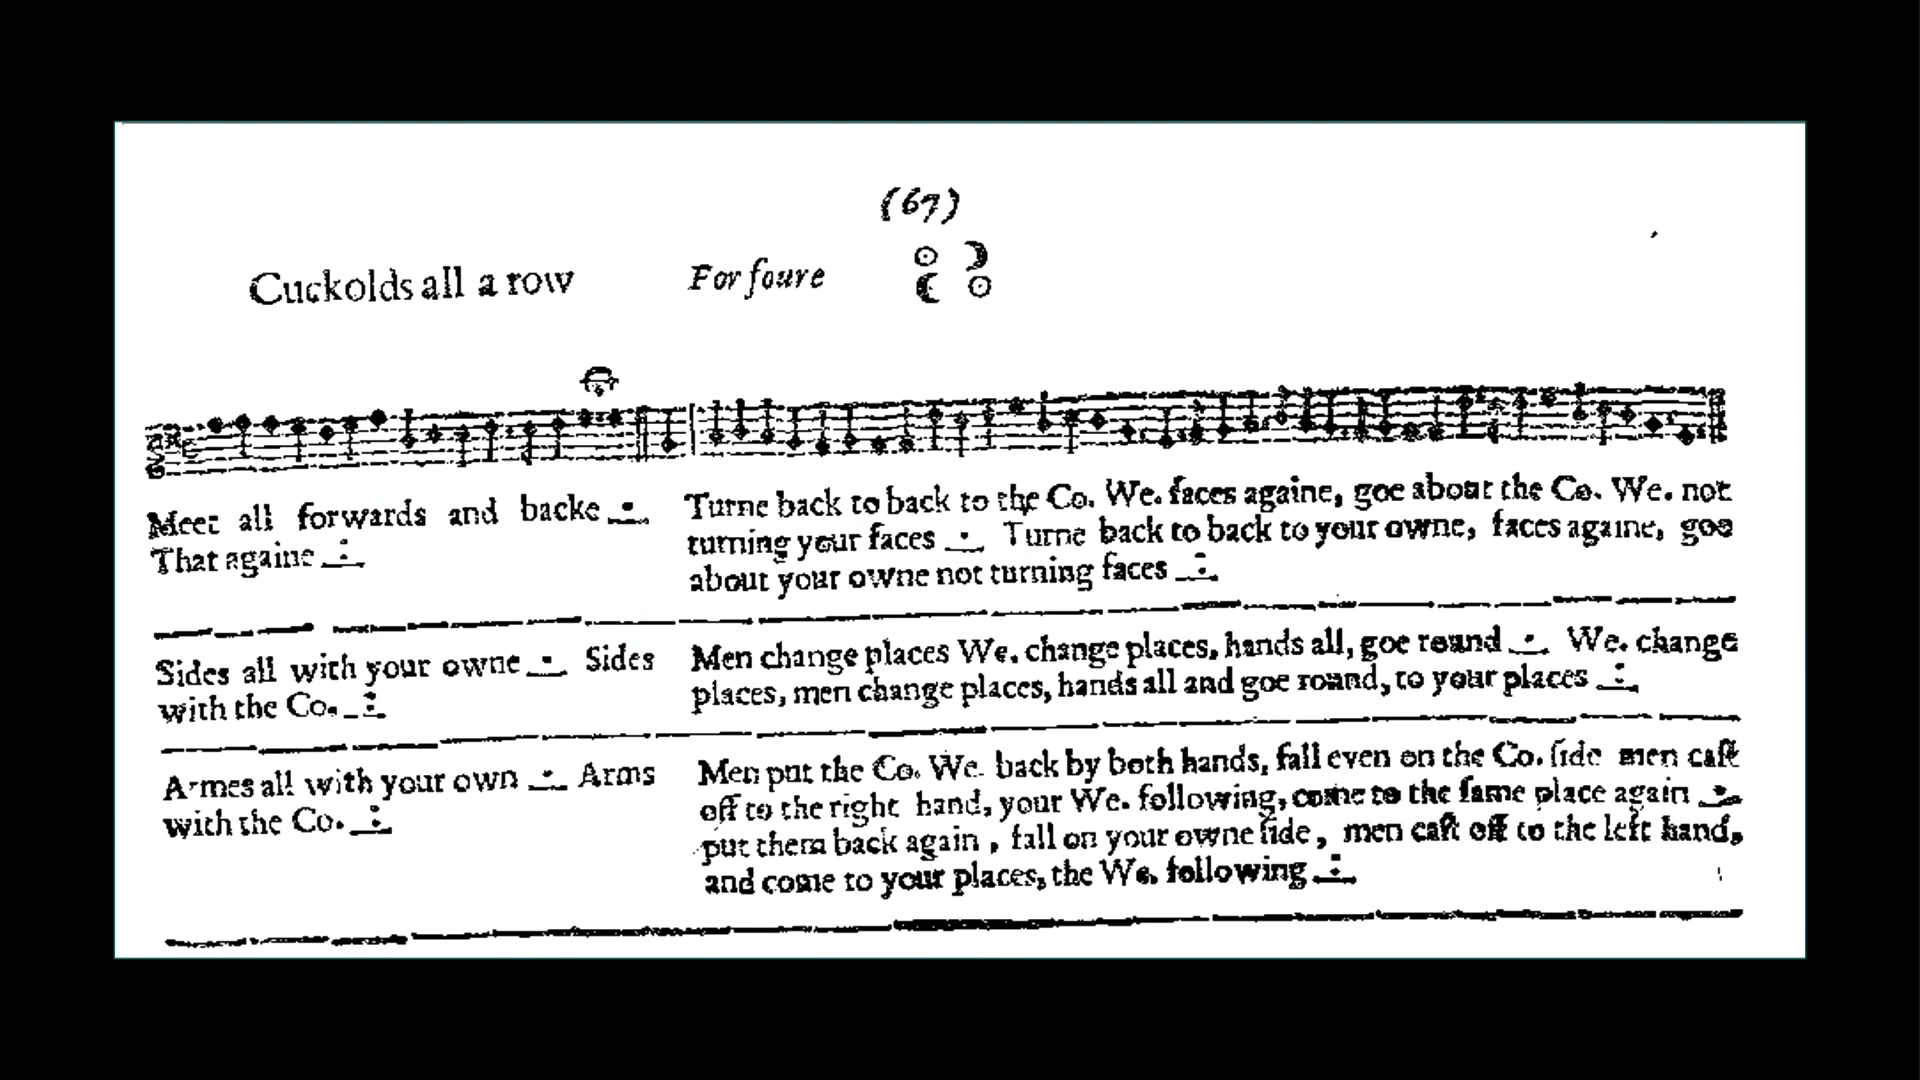 (67)
Cuckolds all a row For foure
Meet all forwards and backe
That againe
Turne back to back to the Co. We. faces againe, goe about the Co. We. not
turning your faces Turne back to back to your owne, faces againe, goe
about your owne not turning faces
Sides all with your owne Sides
with the Co.
Men change places We. change places, hands all, goe round We. change
places, men change places, hands all and goe round, to your places
Armes all with your own Arms
with the Co.
Men put the Co. We. back by both hands, fall even on the Co. ſide men caſt
off to the right hand, your We. following, come to the ſame place again
put them back again, fall on your owne ſide, men caſt off to the left hand,
and come to your places, the We. following